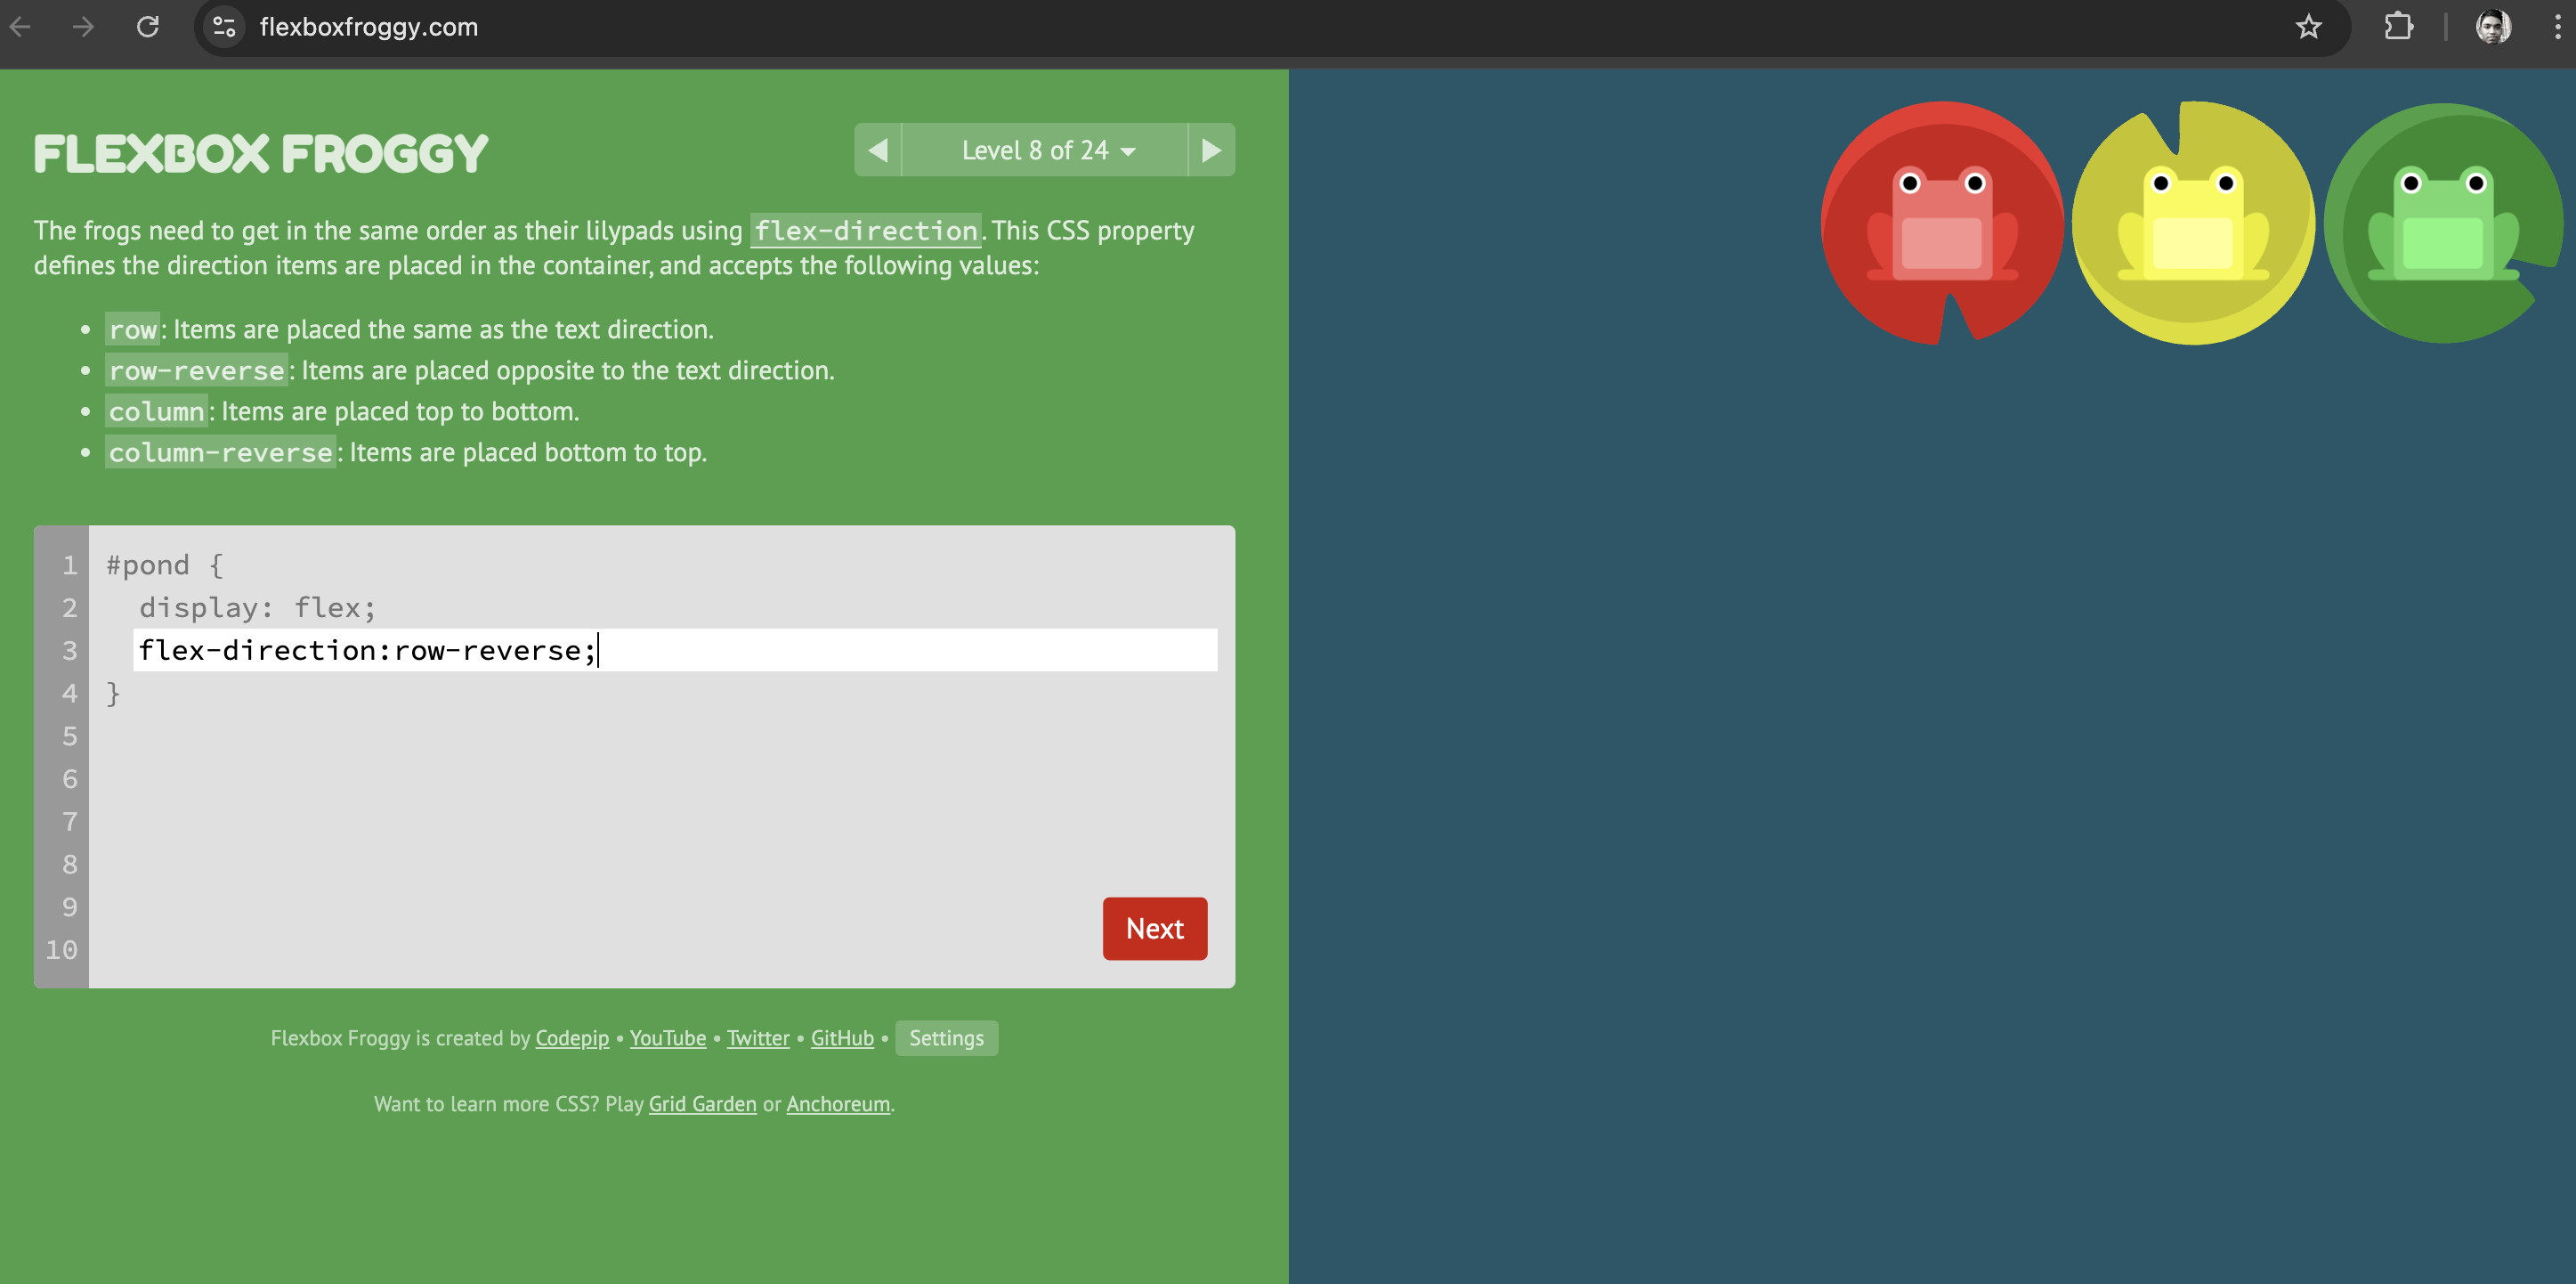 flexboxfroggy.com
FLEXBOX FROGGY
Level 8 of 24
The frogs need to get in the same order as their lilypads using flex-direction. This CSS property
defines the direction items are placed in the container, and accepts the following values:
• row: Items are placed the same as the text direction.
• row-reverse: Items are placed opposite to the text direction.
• column: Items are placed top to bottom.
• column-reverse: Items are placed bottom to top.
1 #pond {
2 display: flex;
3 flex-direction:row-reverse;
4 }
5
6
7
8
9
10
Next
Flexbox Froggy is created by Codepip • YouTube • Twitter • GitHub • Settings
Want to learn more CSS? Play Grid Garden or Anchoreum.